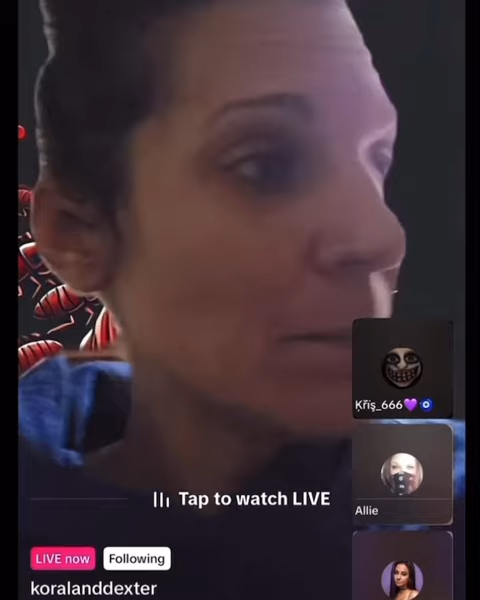 Ķřïş_666💜🧿
Tap to watch LIVE
Allie
LIVE now
Following
koralanddexter